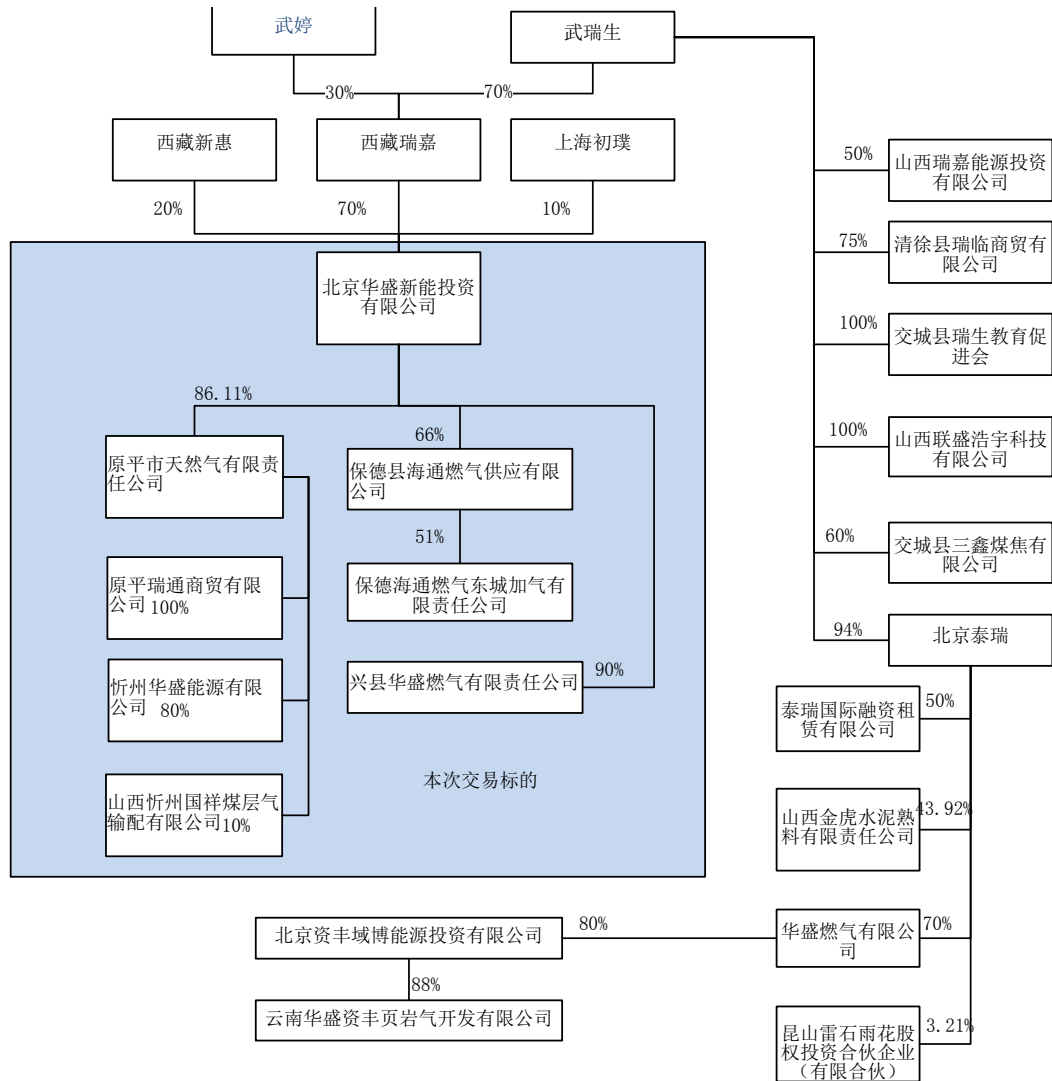 武婷
武瑞生
30%
70%
西藏新惠
西藏瑞嘉
上海初璞
20%
70%
10%
北京华盛新能投资
有限公司
86.11%
66%
原平市天然气有限责
任公司
保德县海通燃气供应有限
公司
51%
原平瑞通商贸有限
公司100%
保德海通燃气东城加气有
限责任公司
忻州华盛能源有限
公司 80%
兴县华盛燃气有限责任公司
90%
山西忻州国祥煤层气
输配有限公司10%
本次交易标的
50%
山西瑞嘉能源投资
有限公司
75%
清徐县瑞临商贸有
限公司
100%
交城县瑞生教育促
进会
100%
山西联盛浩宇科技
有限公司
60%
交城县三鑫煤焦有
限公司
94%
北京泰瑞
泰瑞国际融资租
赁有限公司
50%
山西金虎水泥熟
料有限责任公司
43.92%
北京资丰域博能源投资有限公司
80%
华盛燃气有限公
司
70%
88%
云南华盛资丰页岩气开发有限公司
昆山雷石雨花股
权投资合伙企业
（有限合伙）
3.21%